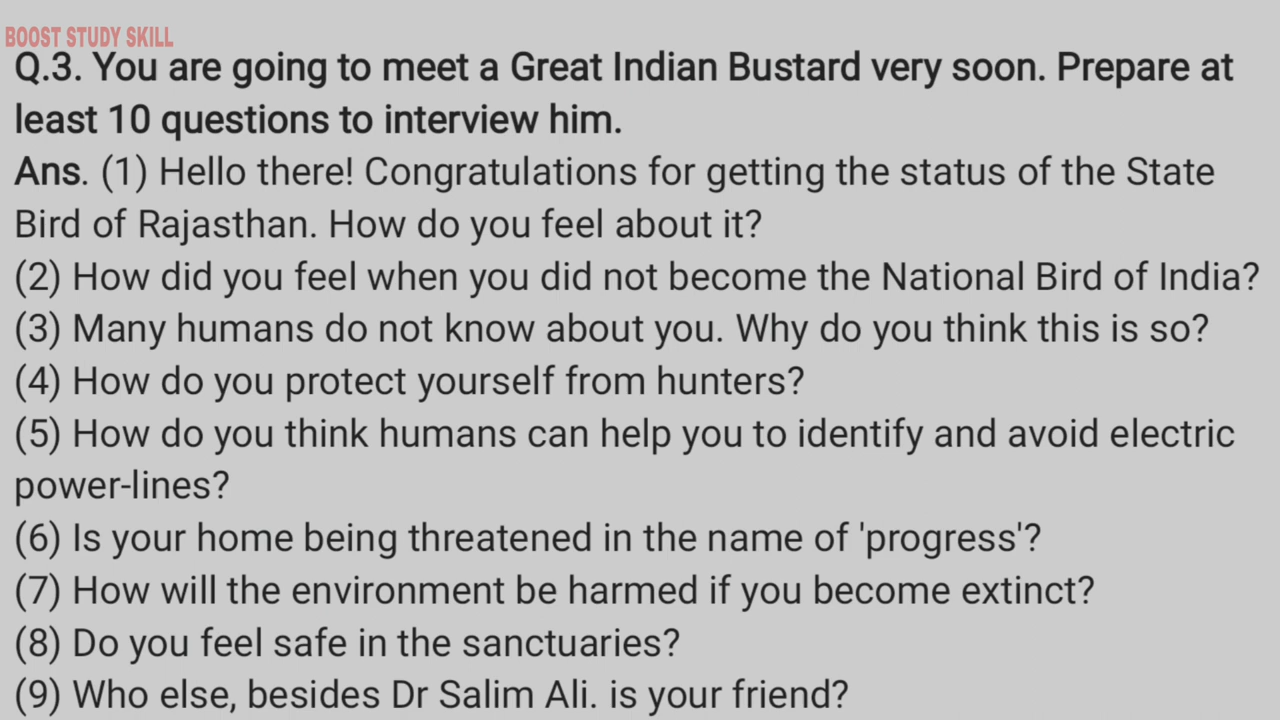 BOOST STUDY SKILL
Q.3. You are going to meet a Great Indian Bustard very soon. Prepare at
least 10 questions to interview him.
Ans. (1) Hello there! Congratulations for getting the status of the State
Bird of Rajasthan. How do you feel about it?
(2) How did you feel when you did not become the National Bird of India?
(3) Many humans do not know about you. Why do you think this is so?
(4) How do you protect yourself from hunters?
(5) How do you think humans can help you to identify and avoid electric
power-lines?
(6) Is your home being threatened in the name of 'progress'?
(7) How will the environment be harmed if you become extinct?
(8) Do you feel safe in the sanctuaries?
(9) Who else, besides Dr Salim Ali. is your friend?